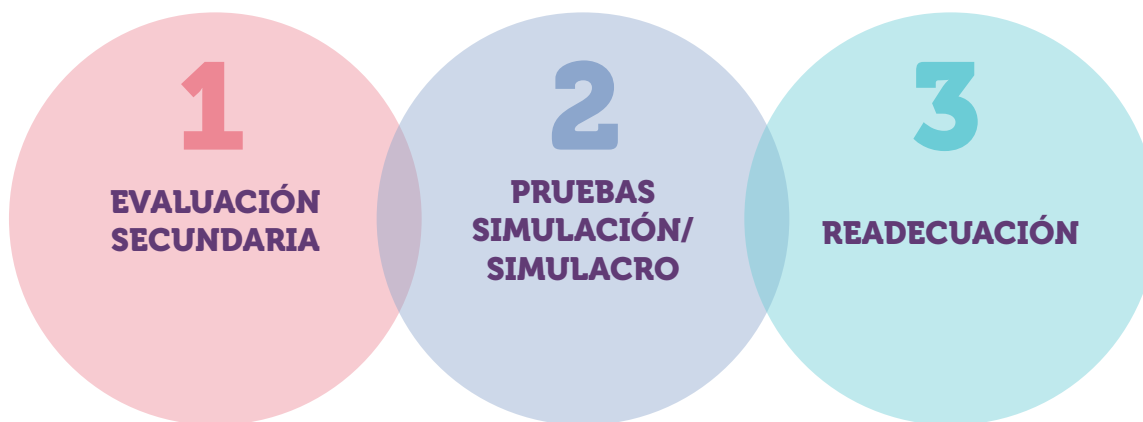 1
EVALUACIÓN
SECUNDARIA
2
PRUEBAS
SIMULACIÓN/
SIMULACRO
3
READECUACIÓN